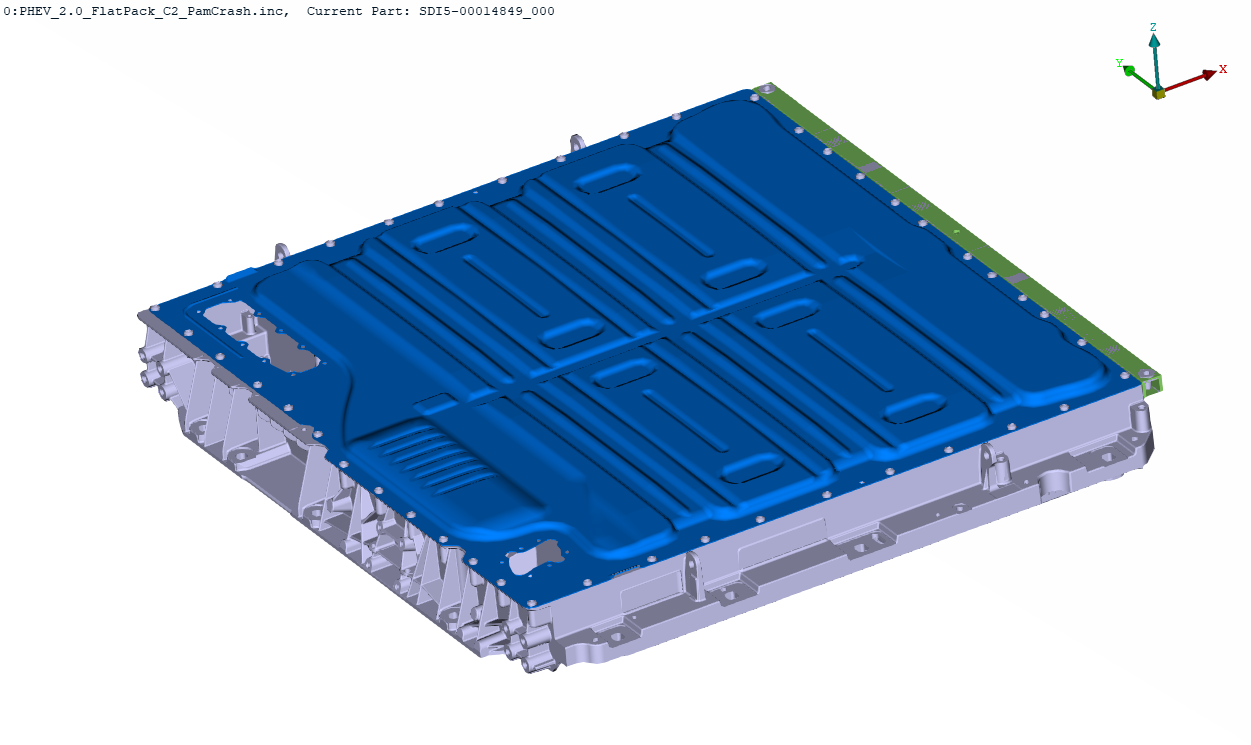 0:PHEV_2.0_FlatPack_C2_PamCrash.inc,  Current Part: SDI5-00014849_000
Z
Y
X